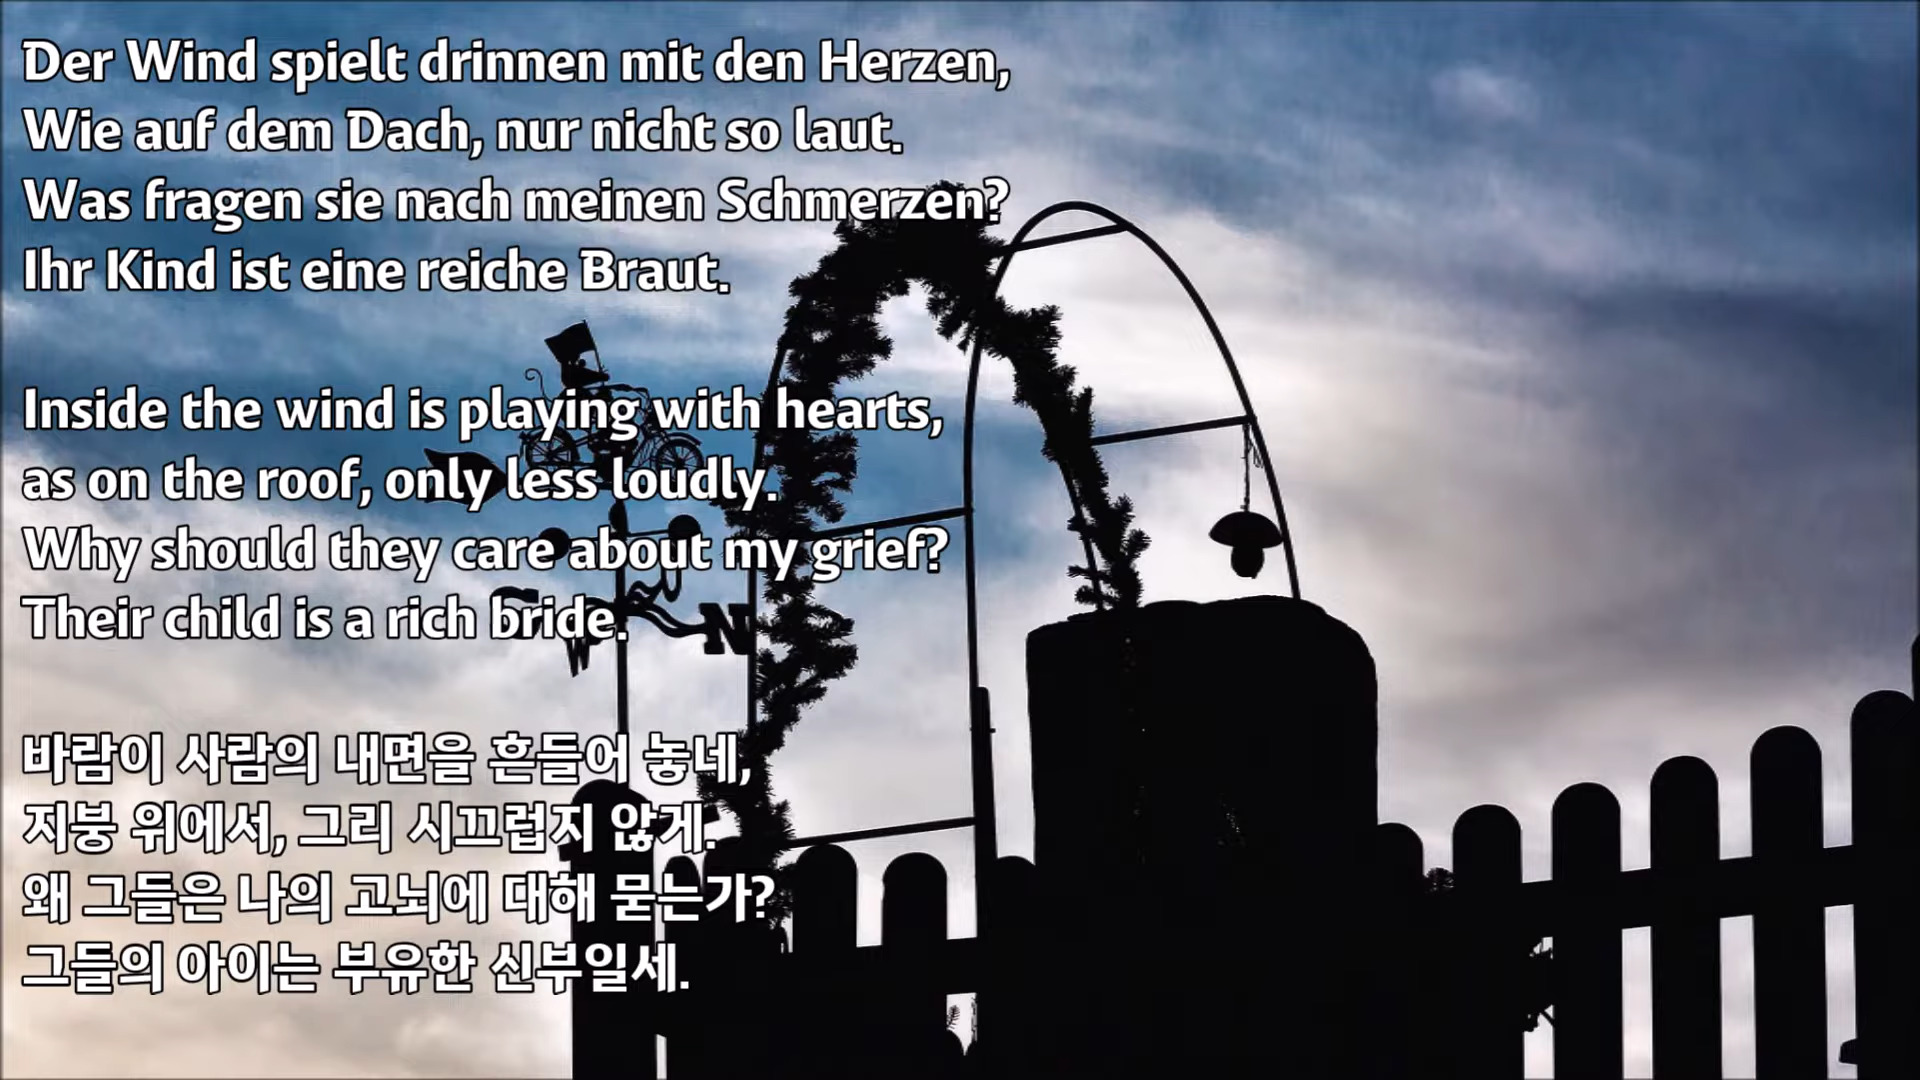 Der Wind spielt drinnen mit den Herzen,
Wie auf dem Dach, nur nicht so laut.
Was fragen sie nach meinen Schmerzen?
Ihr Kind ist eine reiche Braut.
Inside the wind is playing with hearts,
as on the roof, only less loudly.
Why should they care about my grief?
Their child is a rich bride.
N
W
바람이 사람의 내면을 흔들어 놓네,
지붕 위에서, 그리 시끄럽지 않게.
왜 그들은 나의 고뇌에 대해 묻는가?
그들의 아이는 부유한 신부일세.